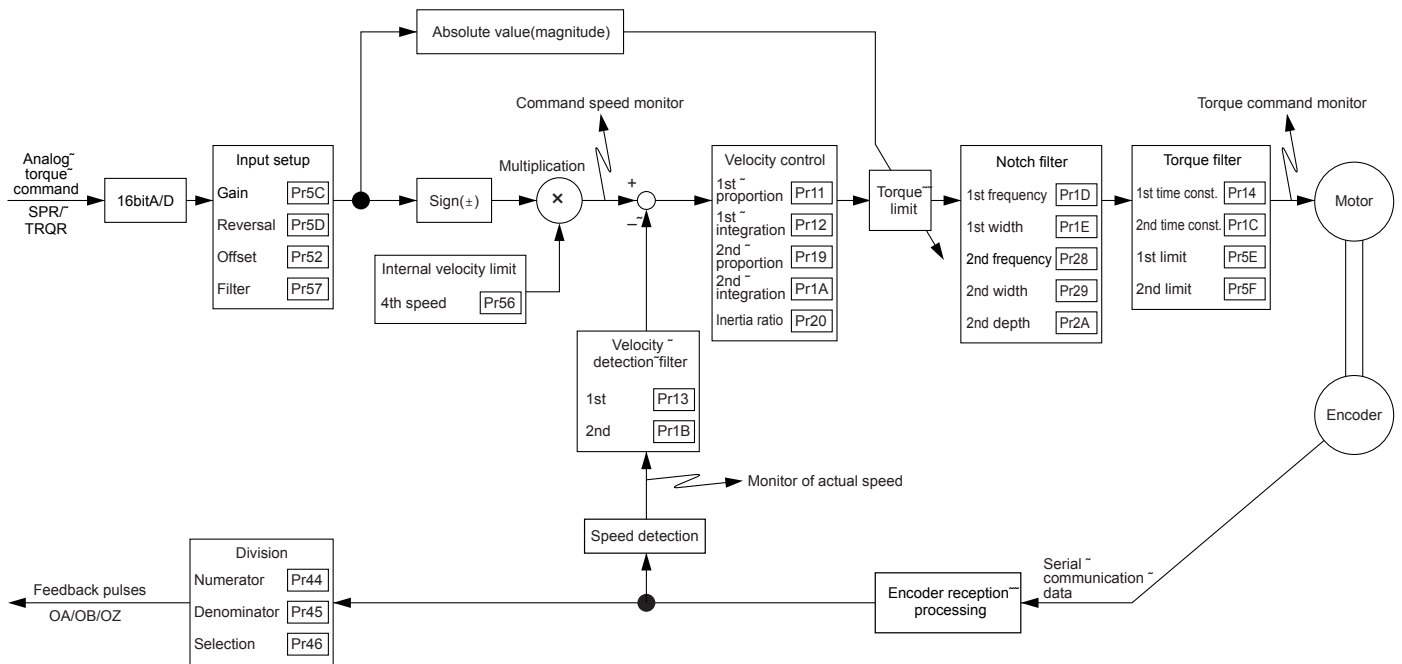 Absolute value(magnitude)
Command speed monitor
Torque command monitor
Analog˜
torque˜
command
SPR/˜
TRQR
16bitA/D
Input setup
Gain Pr5C
Reversal Pr5D
Offset Pr52
Filter Pr57
Sign(±)
Multiplication
×
+
−˜
Internal velocity limit
4th speed Pr56
Velocity control
1st ˜
proportion Pr11
1st ˜
integration Pr12
2nd ˜
proportion Pr19
2nd ˜
integration Pr1A
Inertia ratio Pr20
Torque˜
limit
Notch filter
1st frequency Pr1D
1st width Pr1E
2nd frequency Pr28
2nd width Pr29
2nd depth Pr2A
Torque filter
1st time const. Pr14
2nd time const. Pr1C
1st limit Pr5E
2nd limit Pr5F
Motor
Encoder
Velocity ˜
detection˜filter
1st Pr13
2nd Pr1B
Monitor of actual speed
Speed detection
Serial ˜
communication ˜
data
Encoder reception˜
processing
Division
Numerator Pr44
Denominator Pr45
Selection Pr46
Feedback pulses
OA/OB/OZ